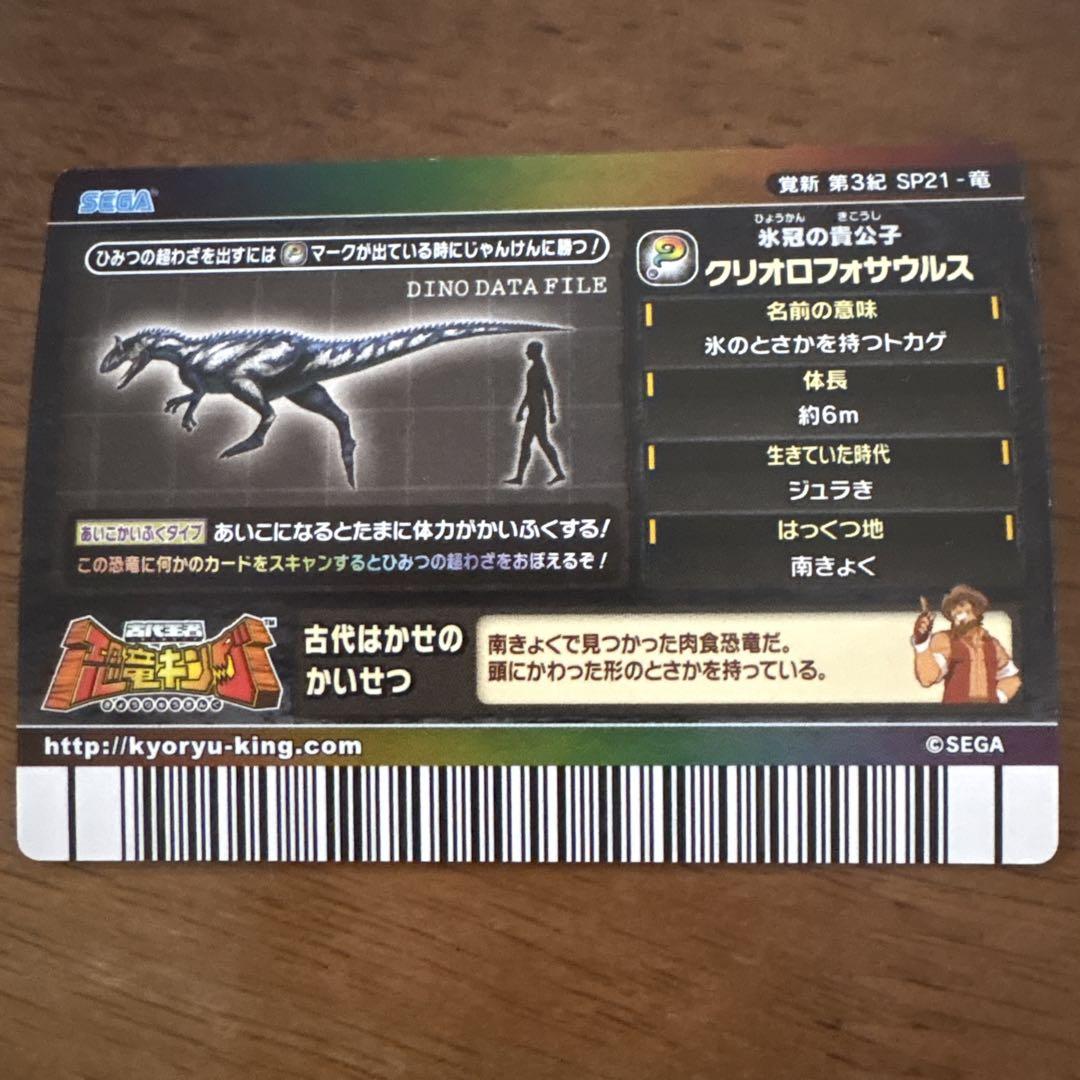 SEGA
覚新 第3紀 SP21-竜
ひみつの超わざを出すには?マークが出ている時にじゃんけんに勝つ!
DINO DATA FILE
ひょうかん きこうし
氷冠の貴公子
?
クリオロフォサウルス
名前の意味
氷のとさかを持つトカゲ
体長
約6m
生きていた時代
ジュラき
はっくつ地
南きょく
あいこかいふくタイプ あいこになるとたまに体力がかいふくする!
この恐竜に何かのカードをスキャンするとひみつの超わざをおぼえるぞ!
古代王者
恐竜キング
きょうりゅうきんぐ
TM
古代はかせの
かいせつ
南きょくで見つかった肉食恐竜だ。
頭にかわった形のとさかを持っている。
http://kyoryu-king.com
©SEGA